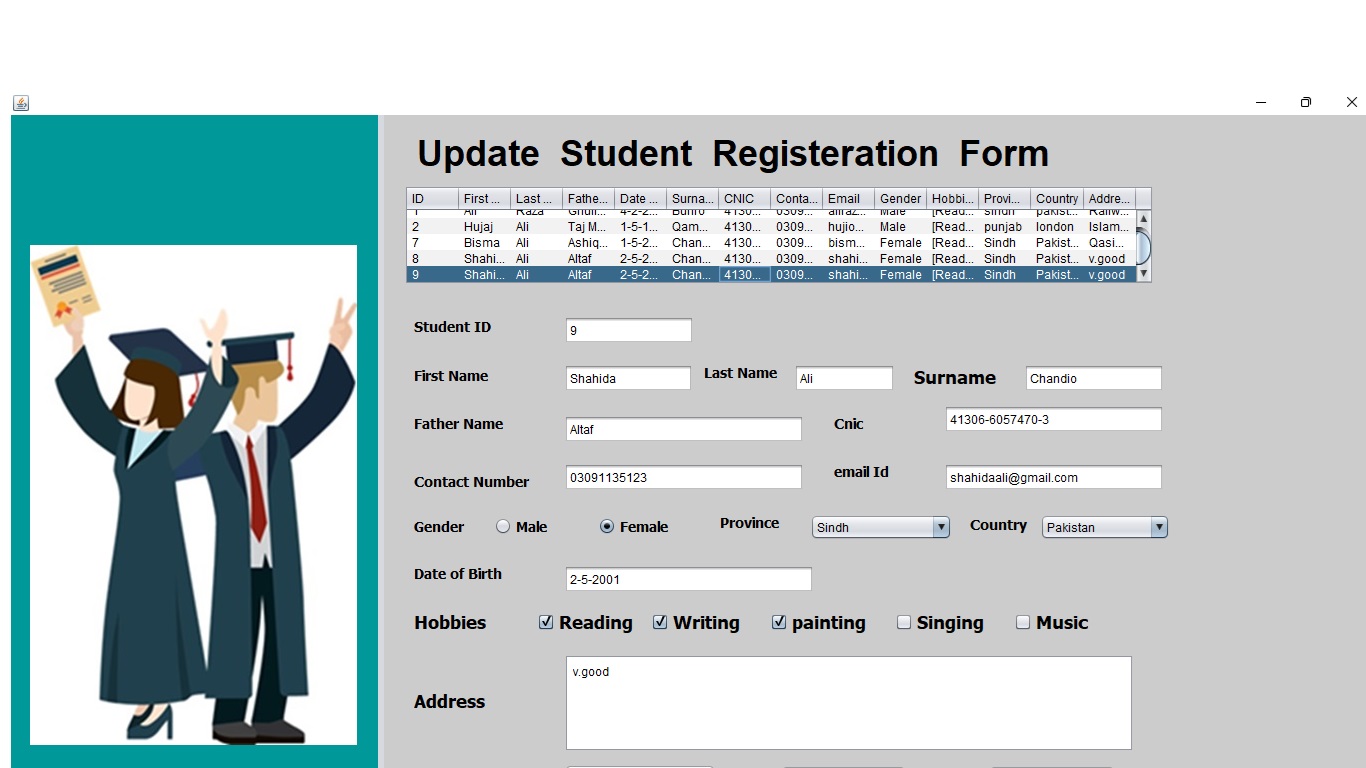 Update Student Registeration Form
ID First ... Last ... Fathe... Date ... Surna... CNIC Conta... Email Gender Hobbi... Provi... Country Addre...
1 Ali Raza 4-2-2... 4130... 0309... Male [Read... sindh pakist...
2 Hujaj Ali Taj M... 1-5-1... Qam... 4130... 0309... hujio... Male [Read... punjab london Islam...
7 Bisma Ali Ashiq... 1-5-2... Chan... 4130... 0309... bism... Female [Read... Sindh Pakist... Qasi...
8 Shahi... Ali Altaf 2-5-2... Chan... 4130... 0309... shahi... Female [Read... Sindh Pakist... v.good
9 Shahi... Ali Altaf 2-5-2... Chan... 4130... 0309... shahi... Female [Read... Sindh Pakist... v.good
Student ID 9
First Name Shahida Last Name Ali Surname Chandio
Father Name Altaf Cnic 41306-6057470-3
Contact Number 03091135123 email Id shahidaali@gmail.com
Gender Male Female Province Sindh Country Pakistan
Date of Birth 2-5-2001
Hobbies Reading Writing painting Singing Music
Address v.good